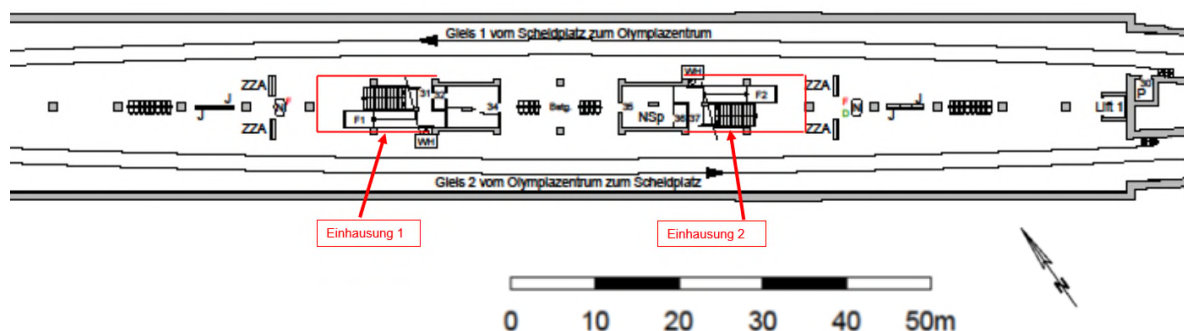 Gleis 1 vom Scheidplatz zum Olympiazentrum
ZZA
ZZA
WH
J
J
N
F
31
32
34
Betg.
35
NSp
36
37
F1
F2
WH
ZZA
ZZA
F
D
N
J
J
Lift 1
30
P
Gleis 2 vom Olympiazentrum zum Scheidplatz
Einhausung 1
Einhausung 2
N
0 10 20 30 40 50m